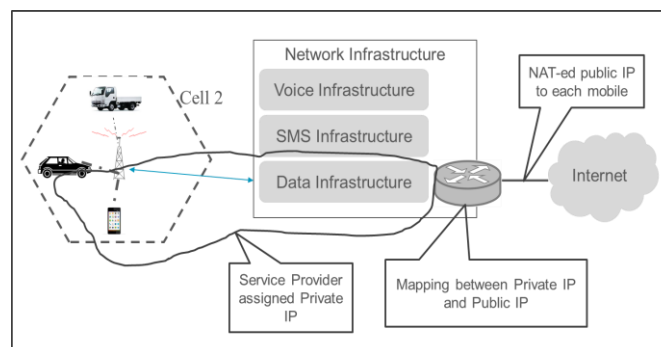 Network Infrastructure
Voice Infrastructure
SMS Infrastructure
Data Infrastructure
Cell 2
NAT-ed public IP
to each mobile
Internet
Service Provider
assigned Private
IP
Mapping between Private IP
and Public IP